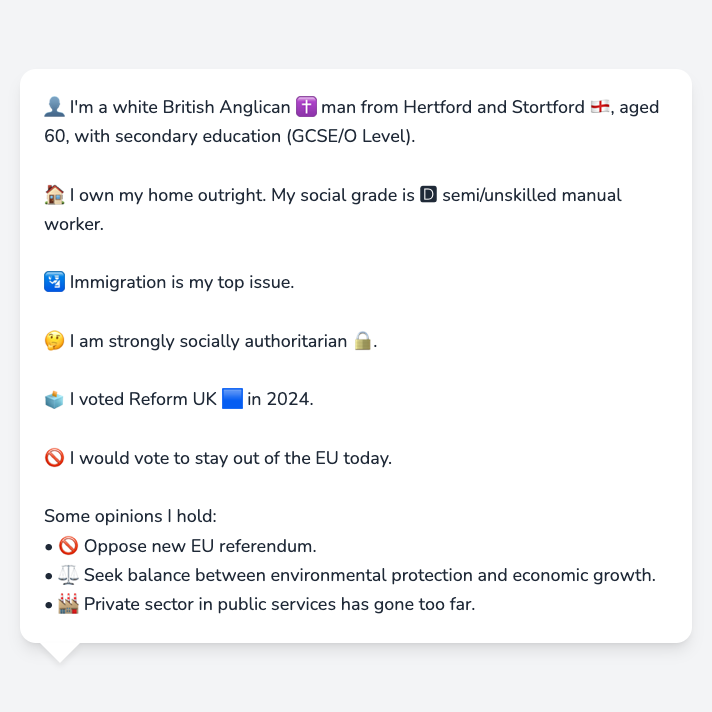 👤 I'm a white British Anglican ✝️ man from Hertford and Stortford 🏴󠁧󠁢󠁥󠁮󠁧󠁿, aged
60, with secondary education (GCSE/O Level).
🏠 I own my home outright. My social grade is 🅳 semi/unskilled manual
worker.
🛂 Immigration is my top issue.
🤔 I am strongly socially authoritarian 🔒.
🗳️ I voted Reform UK 🟦 in 2024.
🚫 I would vote to stay out of the EU today.
Some opinions I hold:
• 🚫 Oppose new EU referendum.
• ⚖️ Seek balance between environmental protection and economic growth.
• 🏭 Private sector in public services has gone too far.